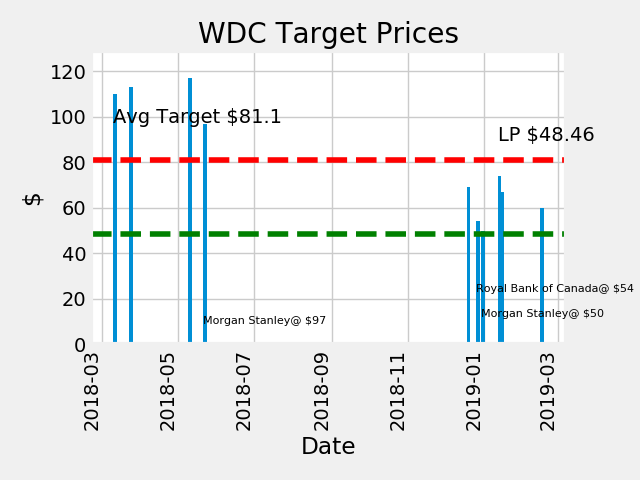 WDC Target Prices
120
100
80
60
40
20
0
$
Avg Target $81.1
LP $48.46
Royal Bank of Canada@ $54
Morgan Stanley@ $50
Morgan Stanley@ $97
2018-03
2018-05
2018-07
2018-09
2018-11
2019-01
2019-03
Date